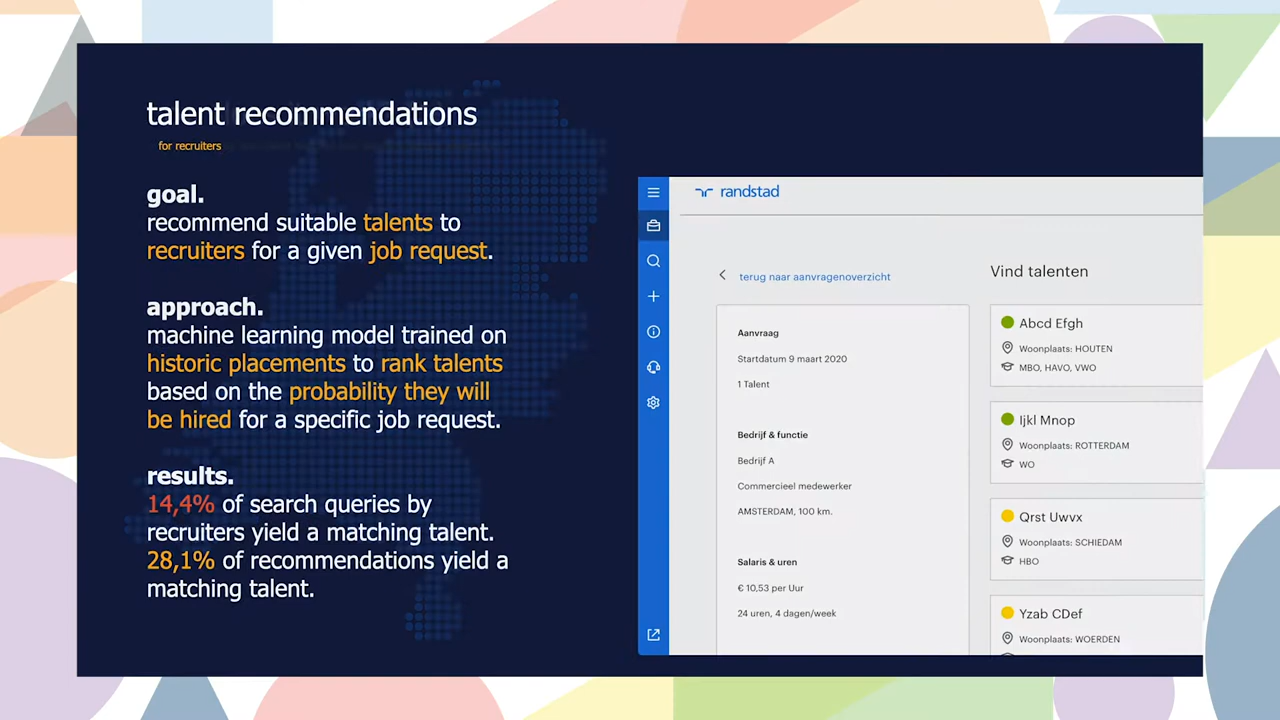 talent recommendations
for recruiters
goal.
recommend suitable talents to
recruiters for a given job request.
approach.
machine learning model trained on
historic placements to rank talents
based on the probability they will
be hired for a specific job request.
results.
14,4% of search queries by
recruiters yield a matching talent.
28,1% of recommendations yield a
matching talent.
randstad
terug naar aanvragenoverzicht
Aanvraag
Startdatum 9 maart 2020
1 Talent
Bedrijf & functie
Bedrijf A
Commercieel medewerker
AMSTERDAM, 100 km.
Salaris & uren
€ 10,53 per Uur
24 uren, 4 dagen/week
Vind talenten
Abcd Efgh
Woonplaats: HOUTEN
MBO, HAVO, VWO
Ijkl Mnop
Woonplaats: ROTTERDAM
WO
Qrst Uwvx
Woonplaats: SCHIEDAM
HBO
Yzab CDef
Woonplaats: WOERDEN